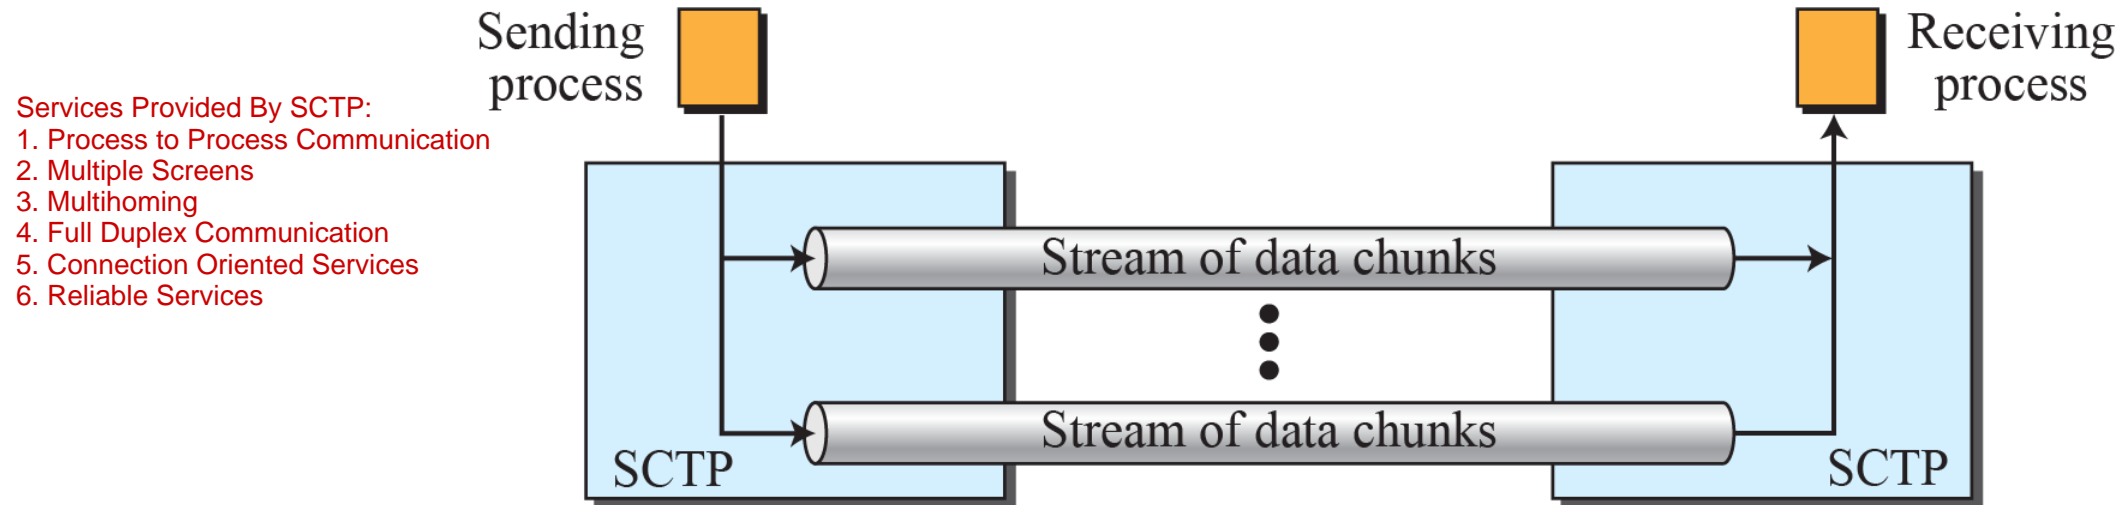 Sending
process
Receiving
process
Services Provided By SCTP:
1. Process to Process Communication
2. Multiple Screens
3. Multihoming
4. Full Duplex Communication
5. Connection Oriented Services
6. Reliable Services
Stream of data chunks
Stream of data chunks
SCTP
SCTP